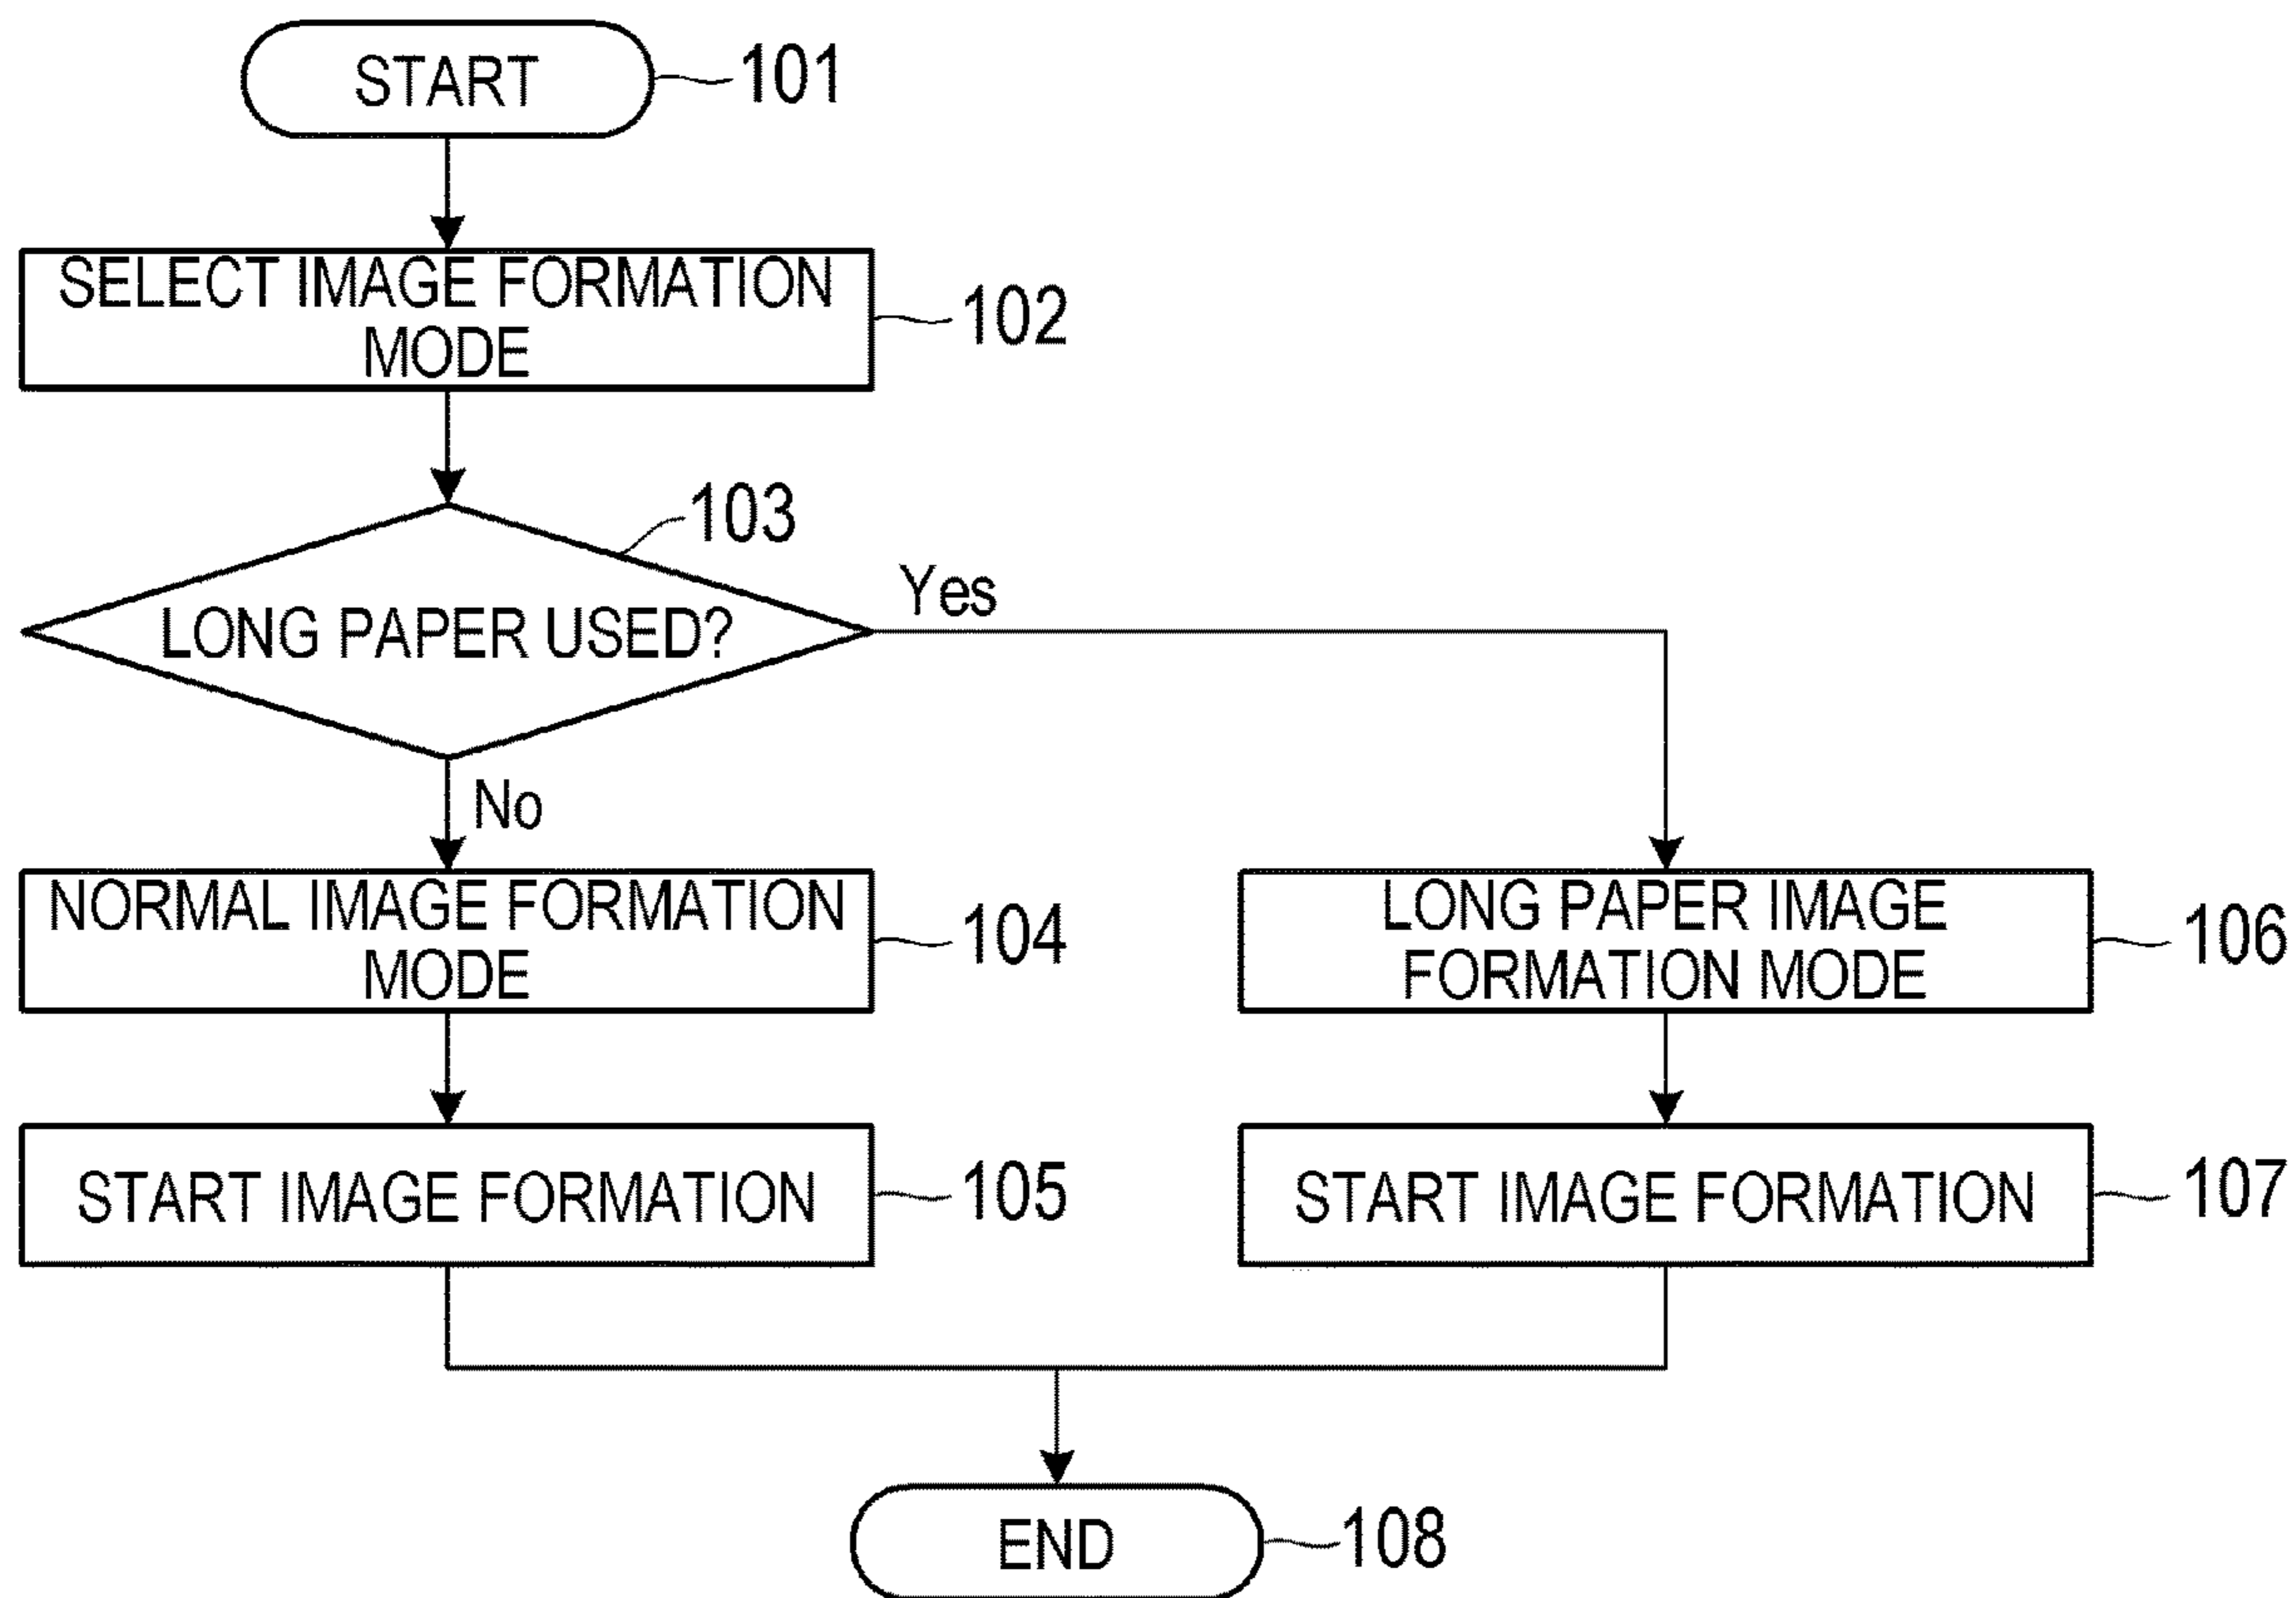 START
101
SELECT IMAGE FORMATION
MODE
102
103
LONG PAPER USED?
Yes
No
NORMAL IMAGE FORMATION
MODE
104
LONG PAPER IMAGE
FORMATION MODE
106
START IMAGE FORMATION
105
START IMAGE FORMATION
107
END
108